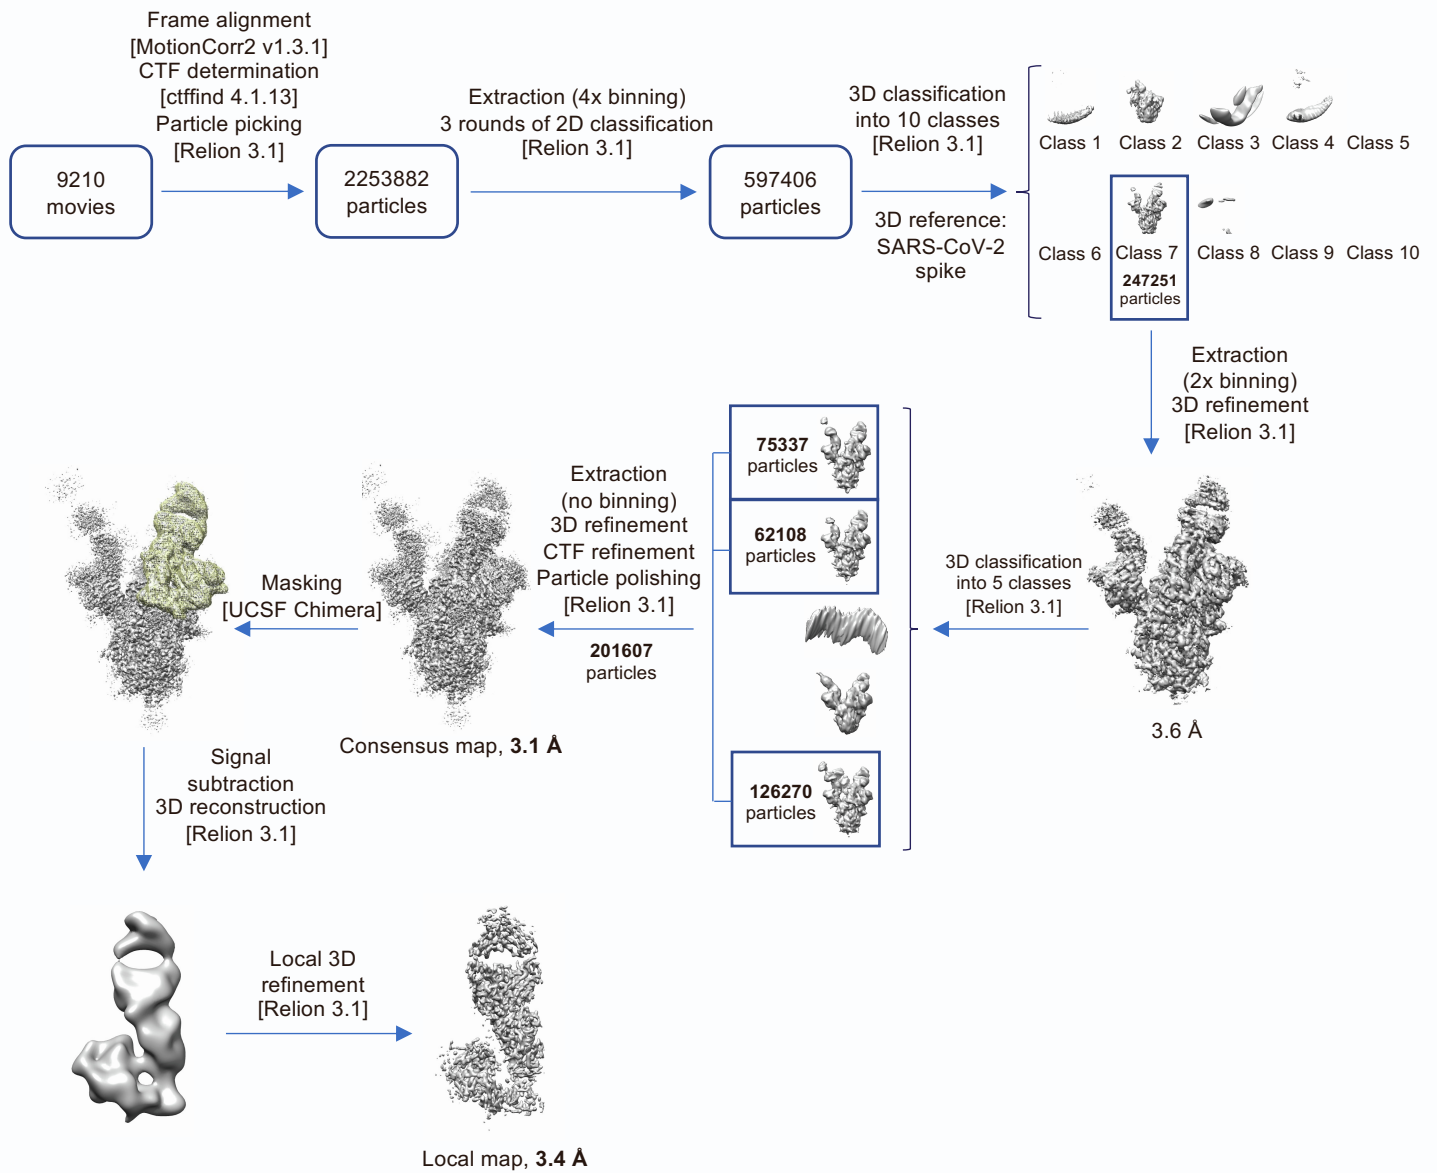 Frame alignment
[MotionCorr2 v1.3.1]
CTF determination
[ctffind 4.1.13]
Particle picking
[Relion 3.1]
9210
movies
2253882
particles
Extraction (4x binning)
3 rounds of 2D classification
[Relion 3.1]
597406
particles
3D classification
into 10 classes
[Relion 3.1]
3D reference:
SARS-CoV-2
spike
Class 1 Class 2 Class 3 Class 4 Class 5
Class 6 Class 7 Class 8 Class 9 Class 10
247251
particles
Extraction
(2x binning)
3D refinement
[Relion 3.1]
3.6 Å
3D classification
into 5 classes
[Relion 3.1]
75337
particles
62108
particles
126270
particles
Extraction
(no binning)
3D refinement
CTF refinement
Particle polishing
[Relion 3.1]
201607
particles
Consensus map, 3.1 Å
Masking
[UCSF Chimera]
Signal
subtraction
3D reconstruction
[Relion 3.1]
Local 3D
refinement
[Relion 3.1]
Local map, 3.4 Å